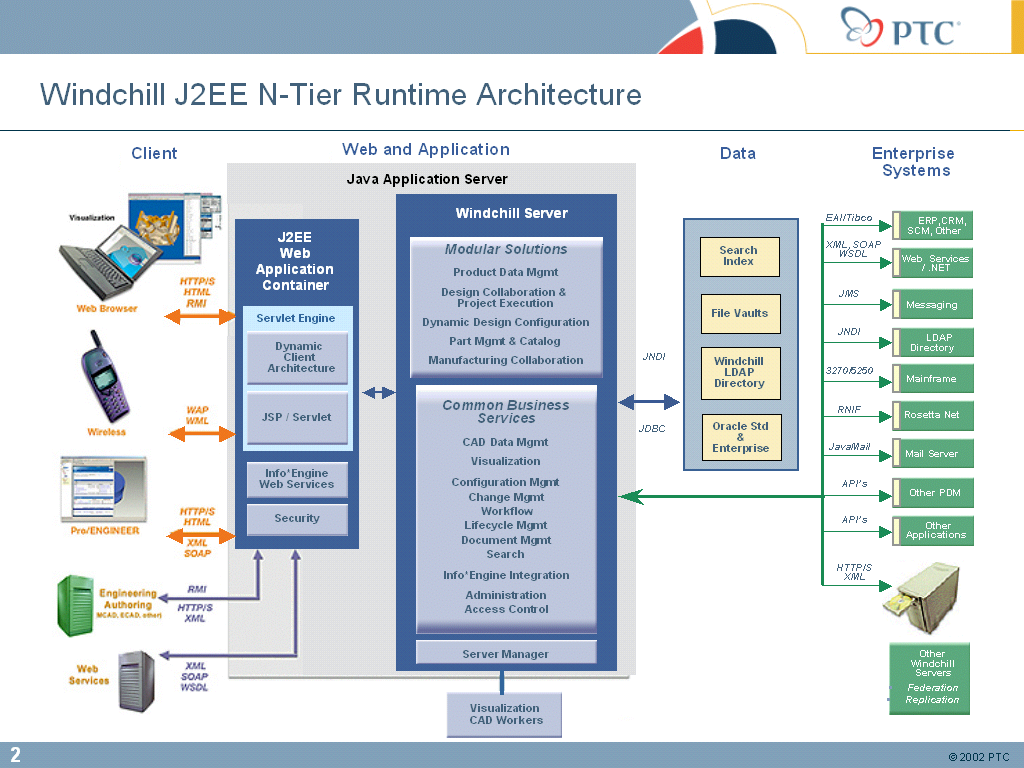 PTC
Windchill J2EE N-Tier Runtime Architecture
Client
Web and Application
Data
Enterprise
Systems
Java Application Server
Visualization
Web Browser
HTTP/S
HTML
RMI
Wireless
WAP
WML
Pro/ENGINEER
HTTP/S
HTML
XML
SOAP
Engineering
Authoring
(MCAD, ECAD, other)
RMI
HTTP/S
XML
Web
Services
XML
SOAP
WSDL
J2EE
Web
Application
Container
Servlet Engine
Dynamic
Client
Architecture
JSP / Servlet
Info*Engine
Web Services
Security
Windchill Server
Modular Solutions
Product Data Mgmt
Design Collaboration &
Project Execution
Dynamic Design Configuration
Part Mgmt & Catalog
Manufacturing Collaboration
Common Business
Services
CAD Data Mgmt
Visualization
Configuration Mgmt
Change Mgmt
Workflow
Lifecycle Mgmt
Document Mgmt
Search
Info*Engine Integration
Administration
Access Control
Server Manager
Visualization
CAD Workers
JNDI
JDBC
Search
Index
File Vaults
Windchill
LDAP
Directory
Oracle Std
&
Enterprise
EAI/Tibco
ERP,CRM,
SCM, Other
XML, SOAP
WSDL
Web Services
/ .NET
JMS
Messaging
JNDI
LDAP
Directory
3270/5250
Mainframe
RNIF
Rosetta Net
JavaMail
Mail Server
API's
Other PDM
API's
Other
Applications
HTTP/S
XML
Other
Windchill
Servers
Federation
Replication
2
© 2002 PTC